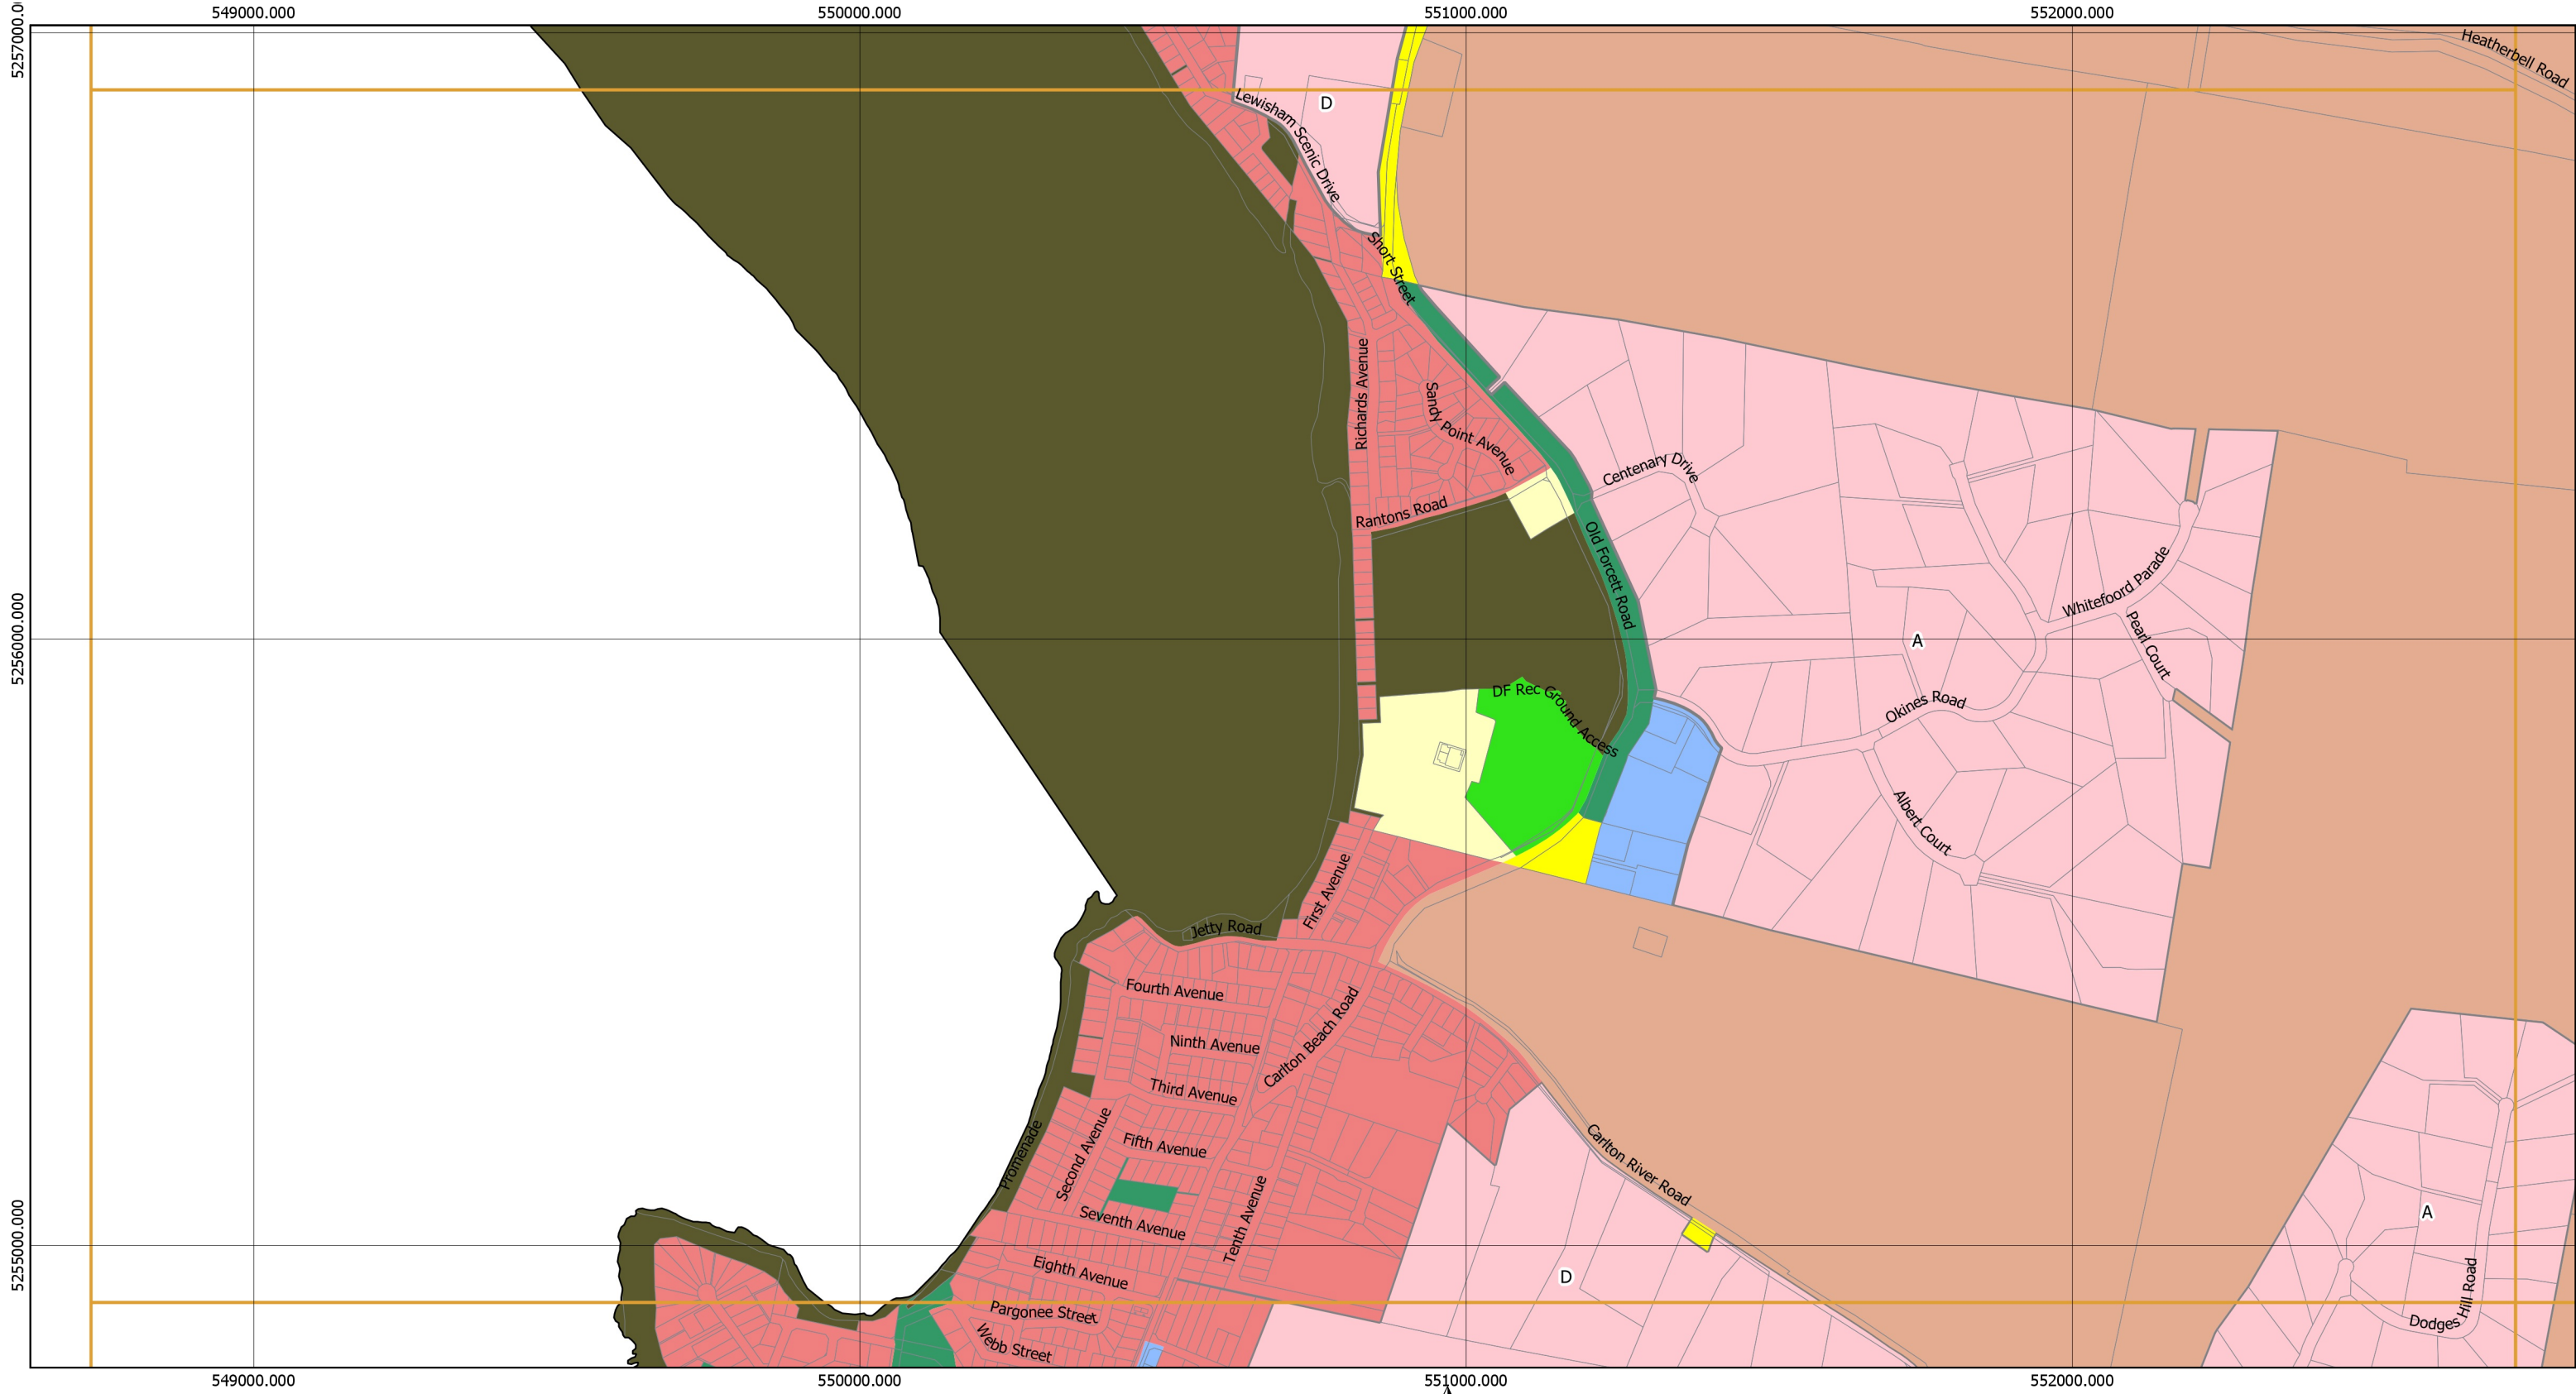 549000.000
550000.000
551000.000
552000.000
Heatherbell Road
Lewisham Scenic Drive
D
Short Street
Richards Avenue
Sandy Point Avenue
Centenary Drive
Rantons Road
Old Forcett Road
Whitefoord Parade
5256000.000
A
Pearl Court
DF Rec Ground Access
Okines Road
Albert Court
First Avenue
Jetty Road
Fourth Avenue
Carlton Beach Road
Ninth Avenue
Third Avenue
Second Avenue
Fifth Avenue
Promenade
Carlton River Road
Seventh Avenue
Tenth Avenue
A
5255000.000
Eighth Avenue
D
Pargonee Street
Dodges Hill Road
Webb Street
549000.000
550000.000
551000.000
552000.000